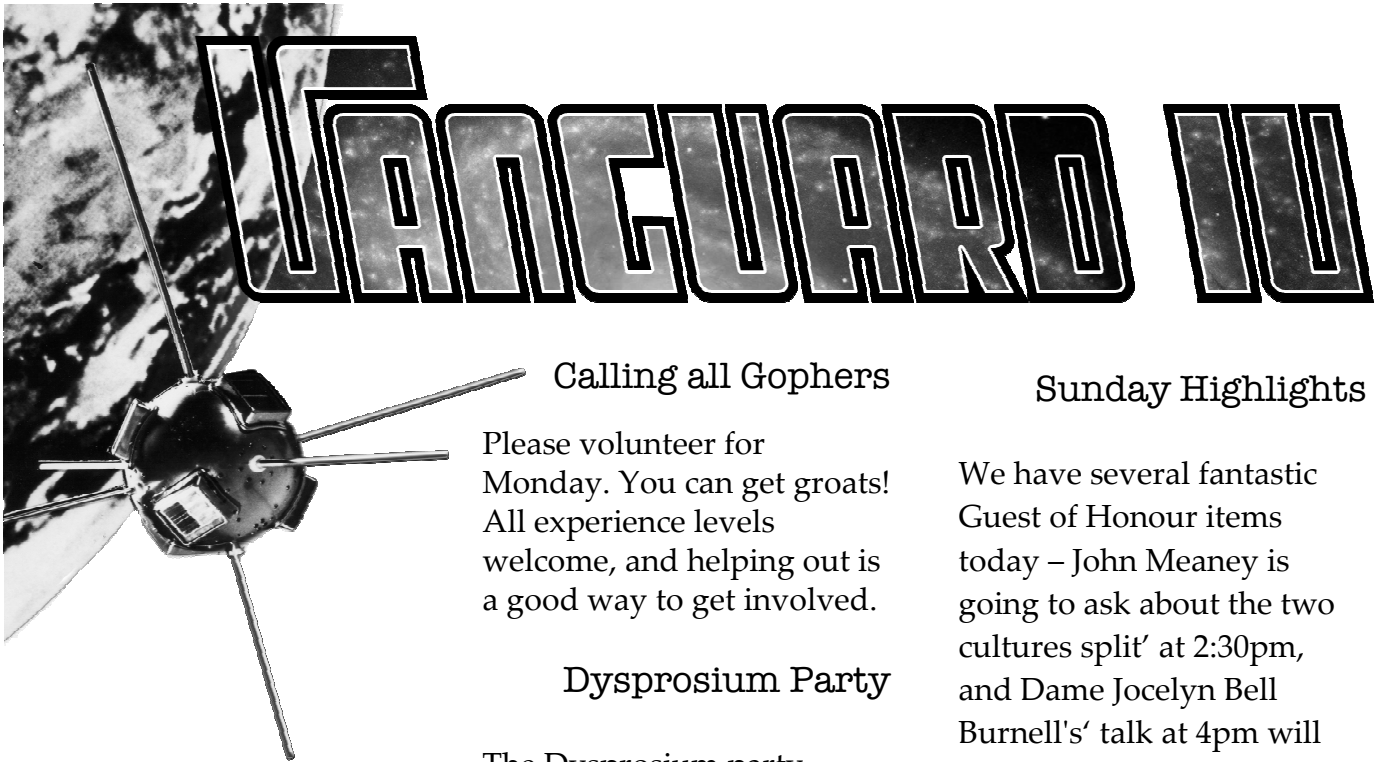 VANGUARD IV
Calling all Gophers
Please volunteer for
Monday. You can get groats!
All experience levels
welcome, and helping out is
a good way to get involved.
Dysprosium Party
The Dysprosium party
Sunday Highlights
We have several fantastic
Guest of Honour items
today – John Meaney is
going to ask about the two
cultures split’ at 2:30pm,
and Dame Jocelyn Bell
Burnell's‘ talk at 4pm will